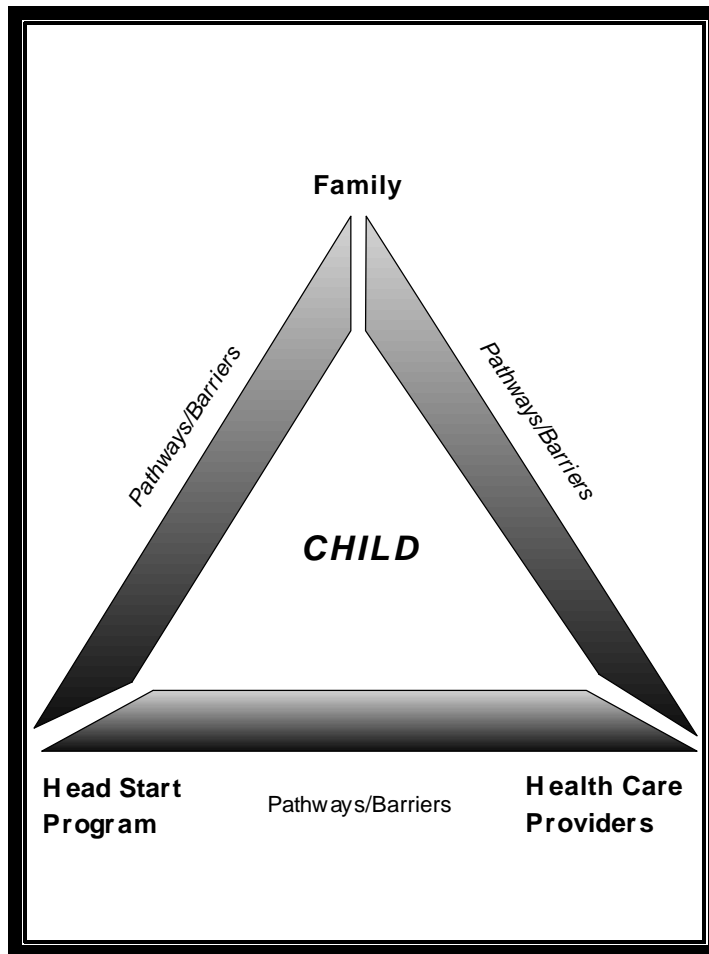 Family
Pathways/Barriers
Pathways/Barriers
CHILD
Head Start
Program
Pathways/Barriers
Health Care
Providers